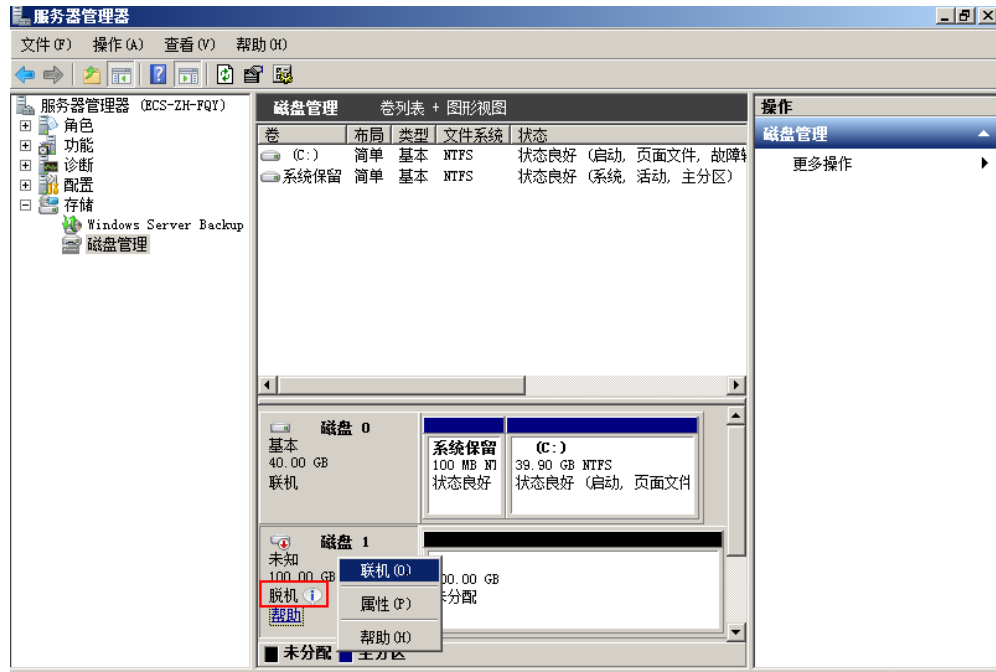 服务器管理器
文件(F) 操作(A) 查看(V) 帮助(H)
服务器管理器 (ECS-ZH-FQY)
角色
功能
诊断
配置
存储
Windows Server Backup
磁盘管理
磁盘管理 卷列表 + 图形视图
卷 布局 类型 文件系统 状态
(C:) 简单 基本 NTFS 状态良好 (启动, 页面文件, 故障
系统保留 简单 基本 NTFS 状态良好 (系统, 活动, 主分区)
操作
磁盘管理
更多操作
磁盘 0
基本
40.00 GB
联机
系统保留
100 MB NT
状态良好
(C:)
39.90 GB NTFS
状态良好 (启动, 页面文件
磁盘 1
未知
100.00 GB
脱机
帮助
00.00 GB
分配
联机(O)
属性(P)
帮助(H)
未分配 主分区